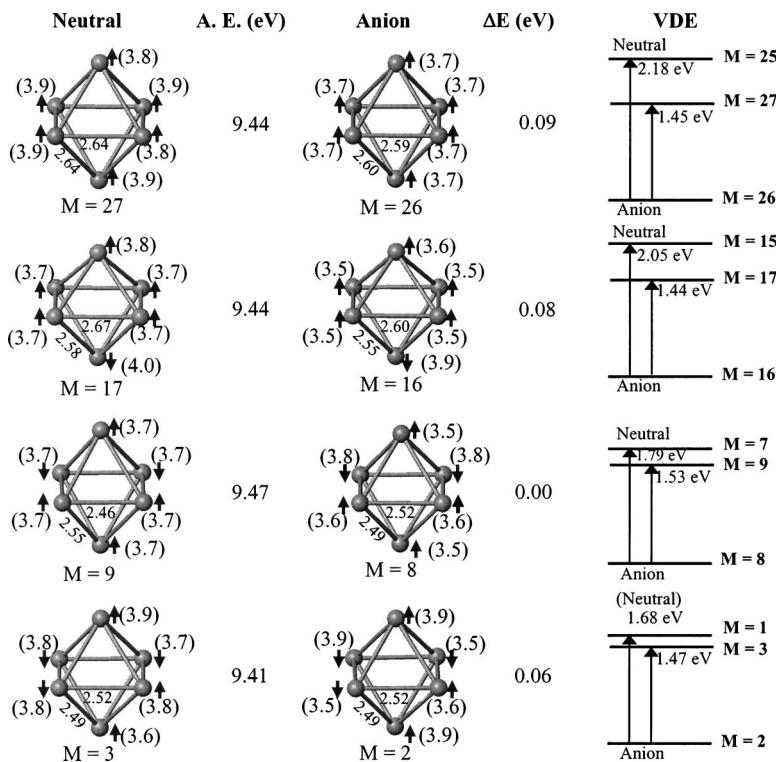 Neutral A. E. (eV) Anion ΔE (eV) VDE
(3.8) (3.7) Neutral M = 25
(3.9) (3.9) (3.7) (3.7) 2.18 eV
M = 27
9.44 0.09 1.45 eV
(3.9) 2.64 2.64 (3.8) (3.7) 2.60 2.59 (3.7)
(3.9) (3.7) M = 26
M = 27 M = 26 Anion
(3.8) (3.6) Neutral M = 15
(3.7) (3.7) (3.5) (3.5) 2.05 eV
M = 17
9.44 0.08 1.44 eV
(3.7) 2.58 2.67 (3.7) (3.5) 2.55 2.60 (3.5)
(4.0) (3.9) M = 16
M = 17 M = 16 Anion
(3.7) (3.5) Neutral M = 7
(3.7) (3.7) (3.8) (3.8) 1.79 eV
M = 9
9.47 0.00 1.53 eV
(3.7) 2.55 2.46 (3.7) (3.6) 2.49 2.52 (3.6)
(3.7) (3.5) M = 8
M = 9 M = 8 Anion
(Neutral)
(3.9) (3.9) 1.68 eV M = 1
(3.8) (3.7) (3.9) (3.5) M = 3
9.41 0.06 1.47 eV
(3.8) 2.49 2.52 (3.8) (3.5) 2.49 2.52 (3.6)
(3.6) (3.9) M = 2
M = 3 M = 2 Anion